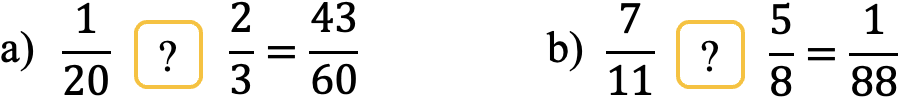 a) 1/20 ? 2/3 = 43/60
b) 7/11 ? 5/8 = 1/88